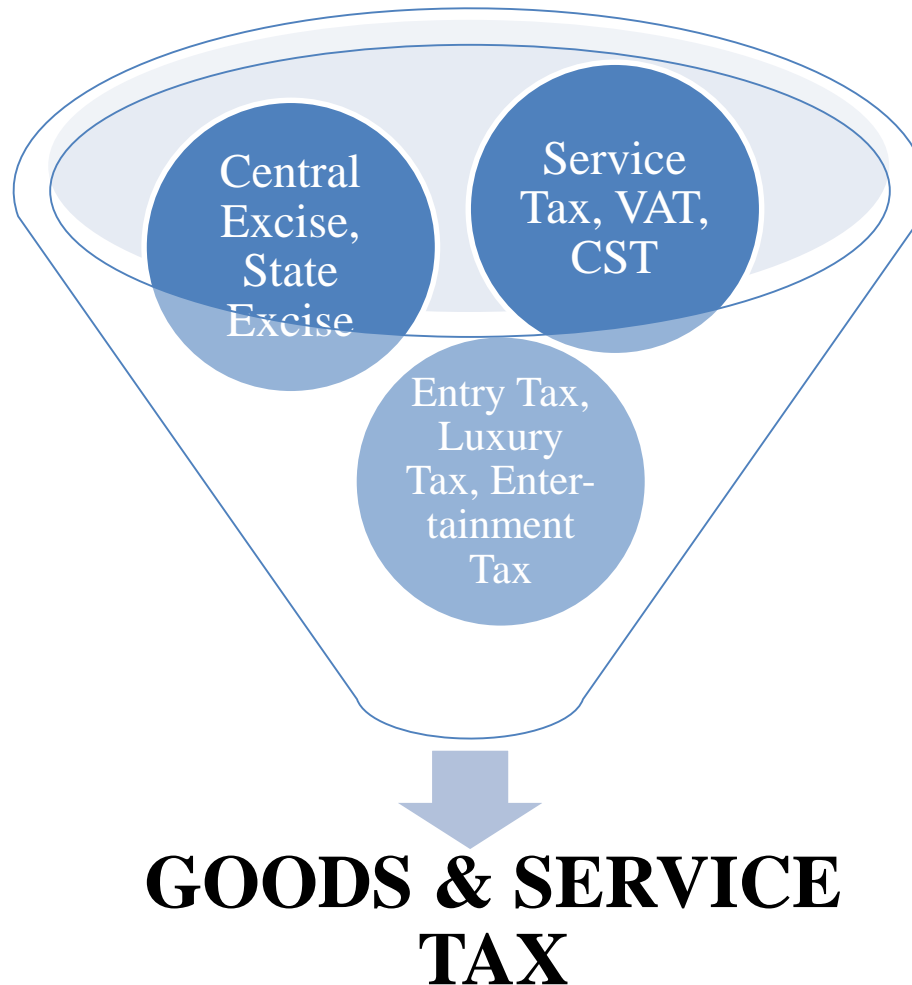 Central
Excise,
State
Excise
Service
Tax, VAT,
CST
Entry Tax,
Luxury
Tax, Enter-
tainment
Tax
GOODS & SERVICE
TAX